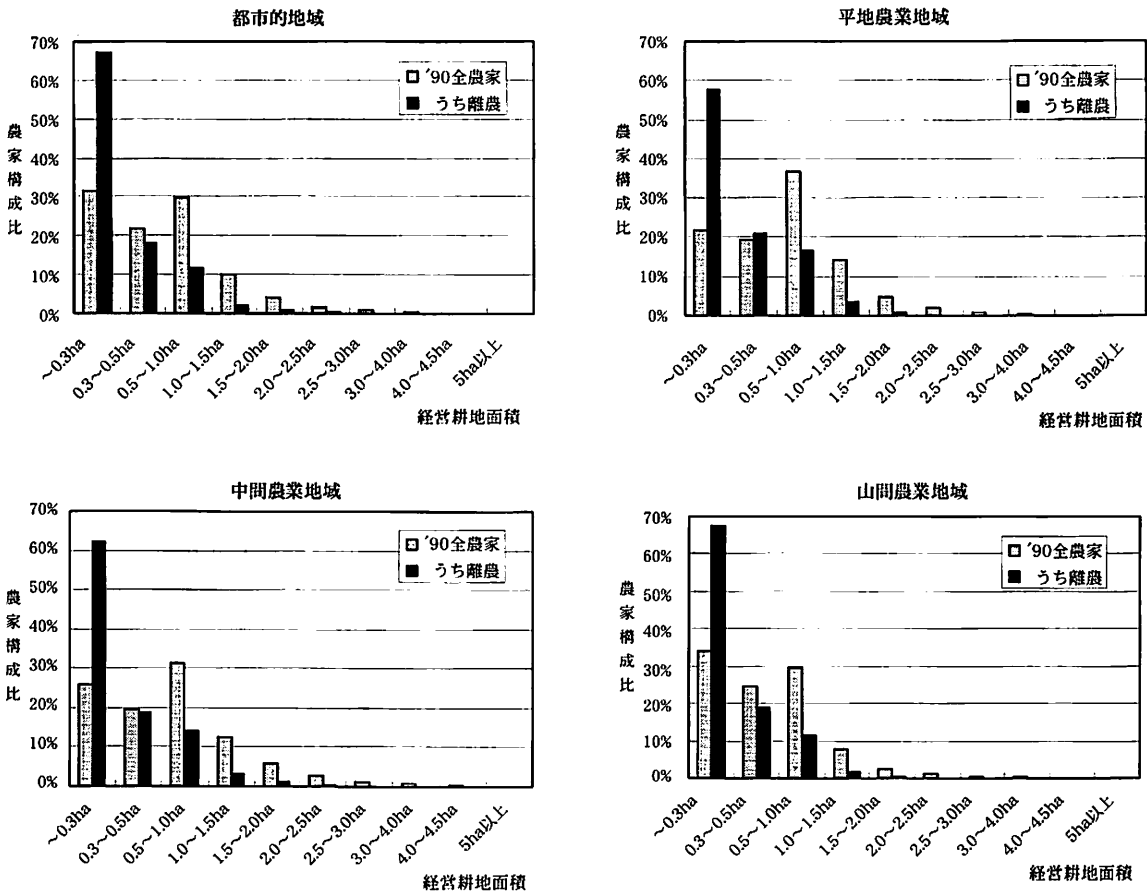 都市的地域
70%
60%
50%
40%
30%
20%
10%
0%
農家構成比
'90全農家
うち離農
～0.3ha
0.3～0.5ha
0.5～1.0ha
1.0～1.5ha
1.5～2.0ha
2.0～2.5ha
2.5～3.0ha
3.0～4.0ha
4.0～4.5ha
5ha以上
経営耕地面積
平地農業地域
70%
60%
50%
40%
30%
20%
10%
0%
農家構成比
'90全農家
うち離農
～0.3ha
0.3～0.5ha
0.5～1.0ha
1.0～1.5ha
1.5～2.0ha
2.0～2.5ha
2.5～3.0ha
3.0～4.0ha
4.0～4.5ha
5ha以上
経営耕地面積
中間農業地域
70%
60%
50%
40%
30%
20%
10%
0%
農家構成比
'90全農家
うち離農
～0.3ha
0.3～0.5ha
0.5～1.0ha
1.0～1.5ha
1.5～2.0ha
2.0～2.5ha
2.5～3.0ha
3.0～4.0ha
4.0～4.5ha
5ha以上
経営耕地面積
山間農業地域
70%
60%
50%
40%
30%
20%
10%
0%
農家構成比
'90全農家
うち離農
～0.3ha
0.3～0.5ha
0.5～1.0ha
1.0～1.5ha
1.5～2.0ha
2.0～2.5ha
2.5～3.0ha
3.0～4.0ha
4.0～4.5ha
5ha以上
経営耕地面積